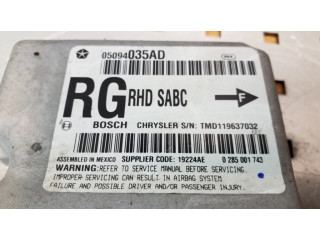 05094035AD
RG RHD SABC F
BOSCH CHRYSLER S/N: TMD119637032
ASSEMBLED IN MEXICO SUPPLIER CODE: 19224AE 0 285 001 743
WARNING: REFER TO SERVICE MANUAL BEFORE SERVICING.
IMPROPER SERVICING CAN RESULT IN AIRBAG SYSTEM
FAILURE AND POSSIBLE DRIVER AND/OR PASSENGER INJURY.